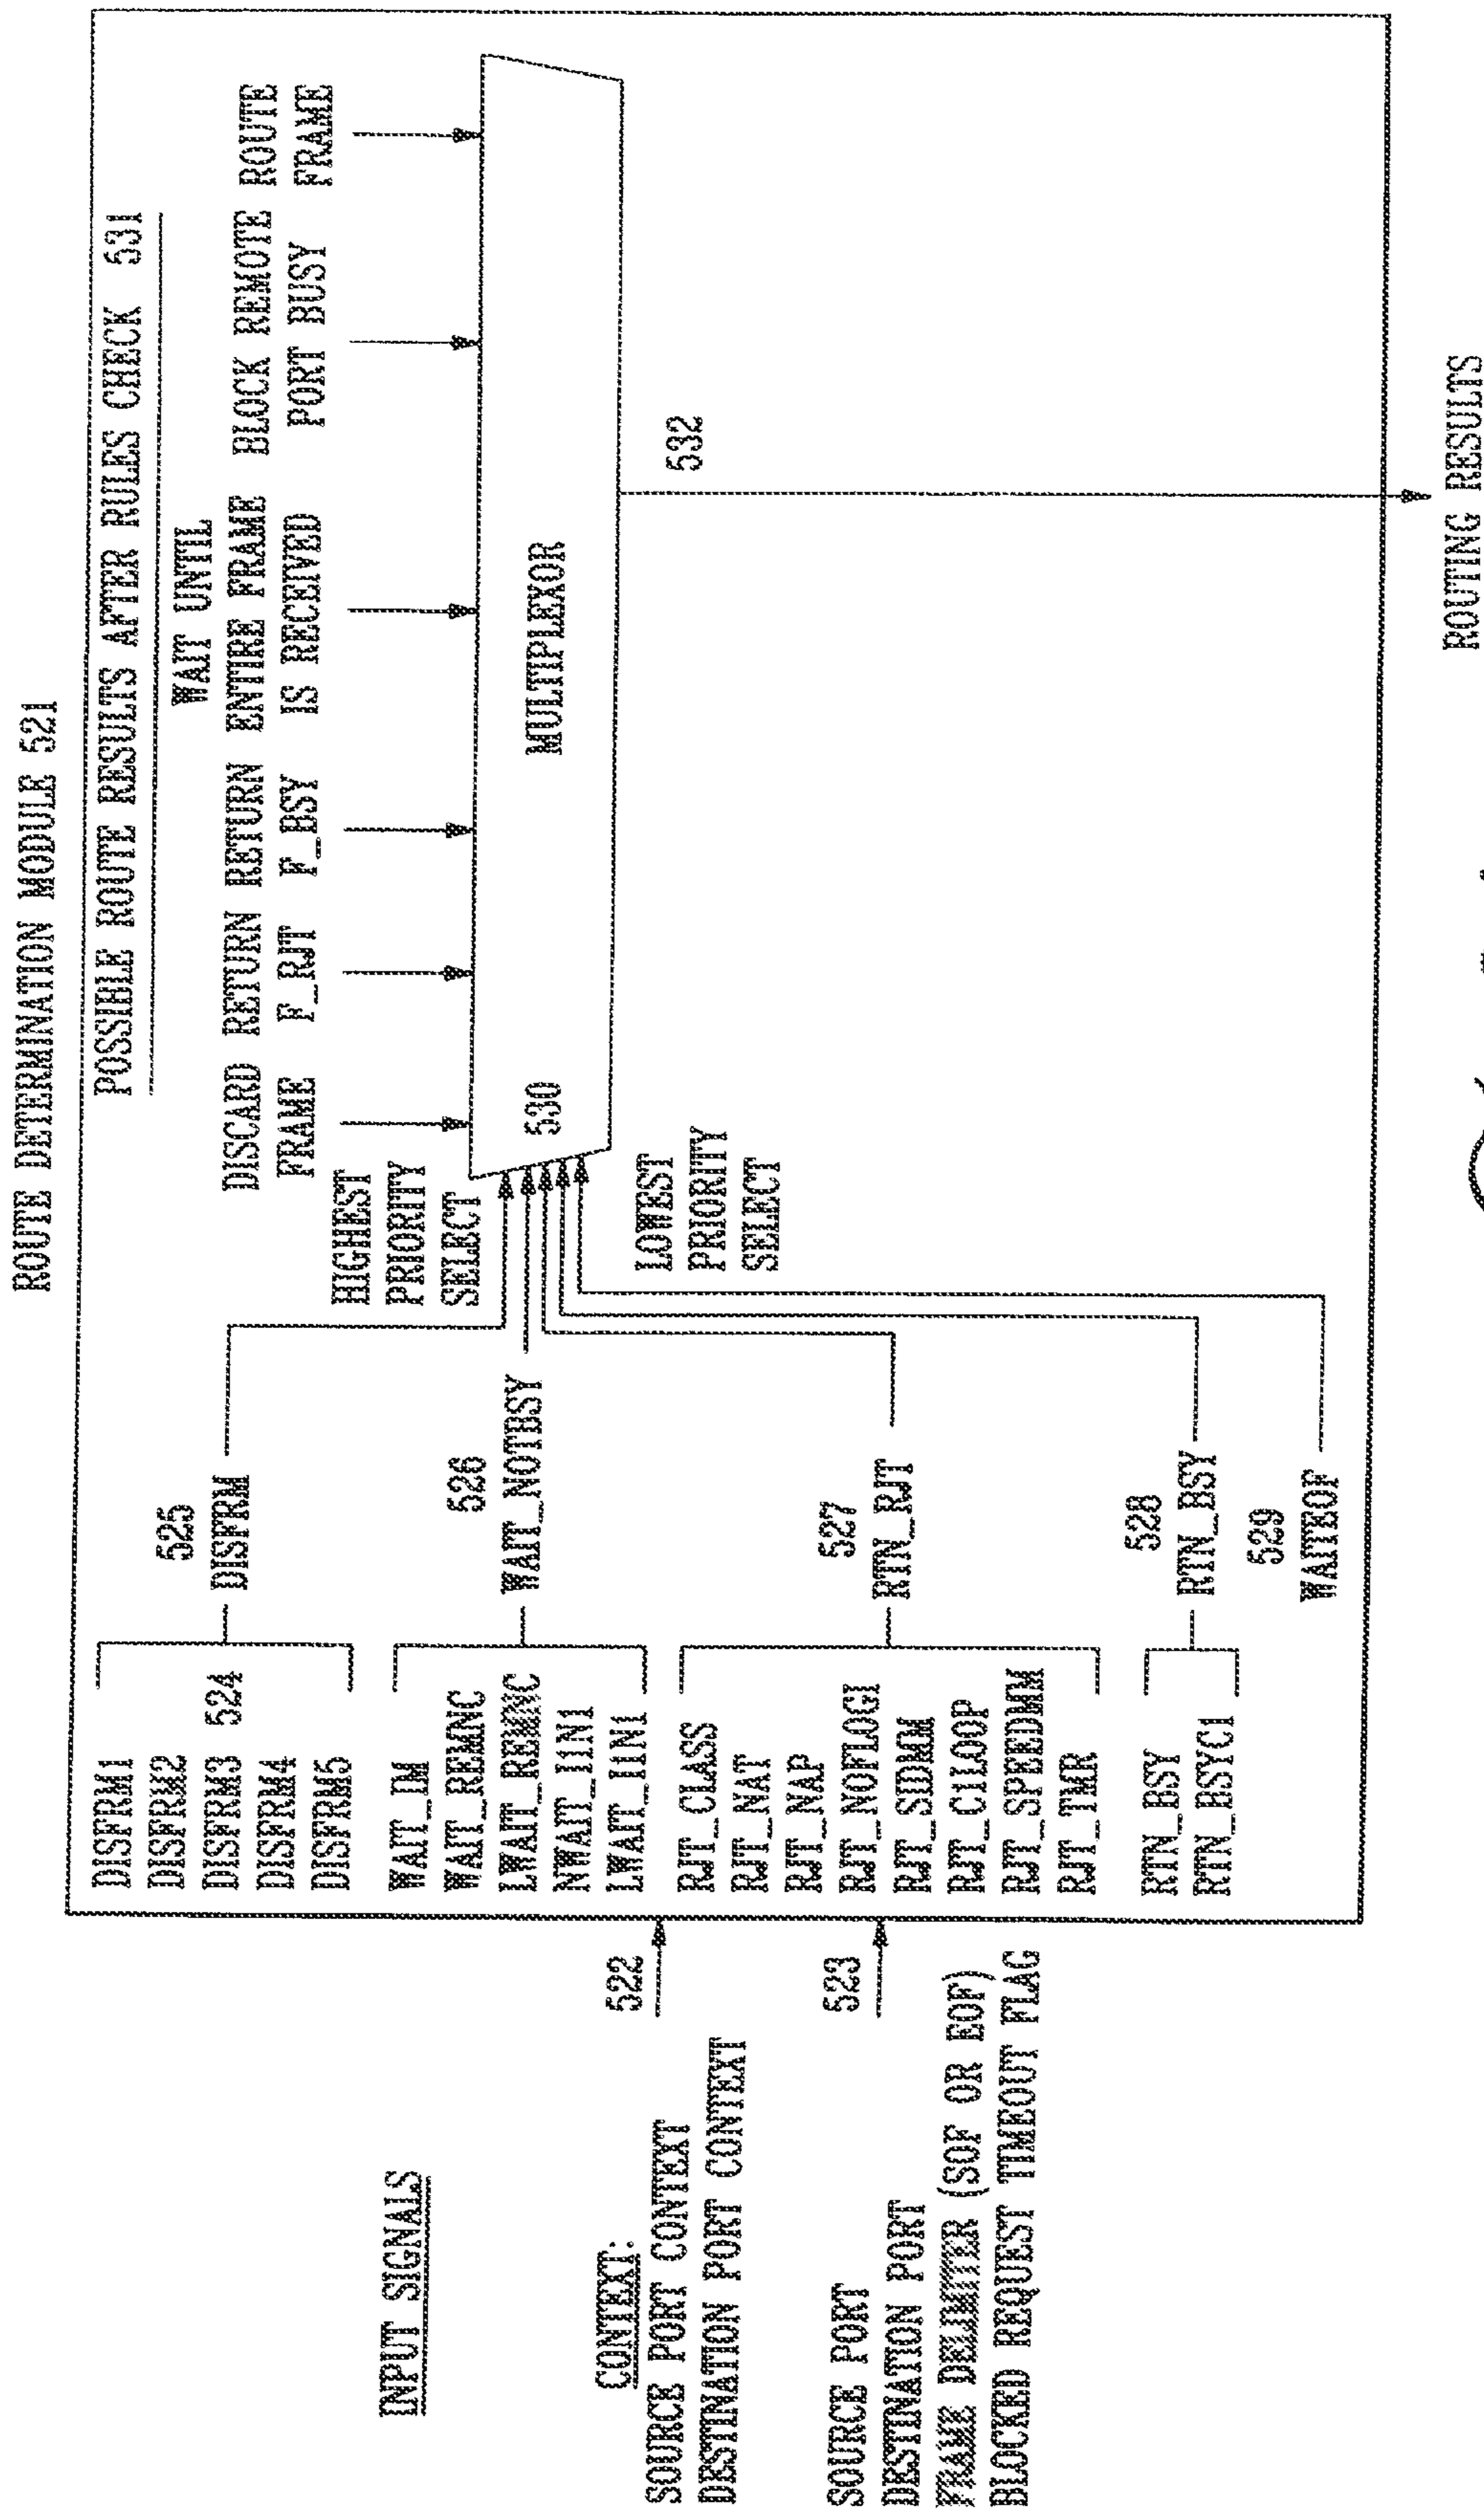 ROUTE DETERMINATION MODULE 521
POSSIBLE ROUTE RESULTS AFTER RULES CHECK 531
DISCARD
FRAME
RETURN
F_RJT
RETURN
F_BSY
WAIT UNTIL
ENTIRE FRAME
IS RECEIVED
BLOCK REMOTE
PORT BUSY
ROUTE
FRAME
HIGHEST
PRIORITY
SELECT
530
MULTIPLEXOR
LOWEST
PRIORITY
SELECT
532
ROUTING RESULTS
INPUT SIGNALS
CONTEXT:
SOURCE PORT CONTEXT
DESTINATION PORT CONTEXT
522
SOURCE PORT
DESTINATION PORT
FRAME DELIMITER (SOF OR EOF)
BLOCKED REQUEST TIMEOUT FLAG
523
DISFRM1
DISFRM2
DISFRM3 524
DISFRM4
DISFRM5
525
DISFRM
WAIT_IM
WAIT_REMNC
LWAIT_REMNC
NWAIT_I1N1
LWAIT_I1N1
526
WAIT_NOTBSY
RJT_CLASS
RJT_NAT
RJT_NAP
RJT_NOFLOGI
RJT_SIDMM
RJT_C1LOOP
RJT_SPEEDMM
RJT_TMR
527
RTN_RJT
RTN_BSY
RTN_BSYC1
528
RTN_BSY
529
WAITEOF